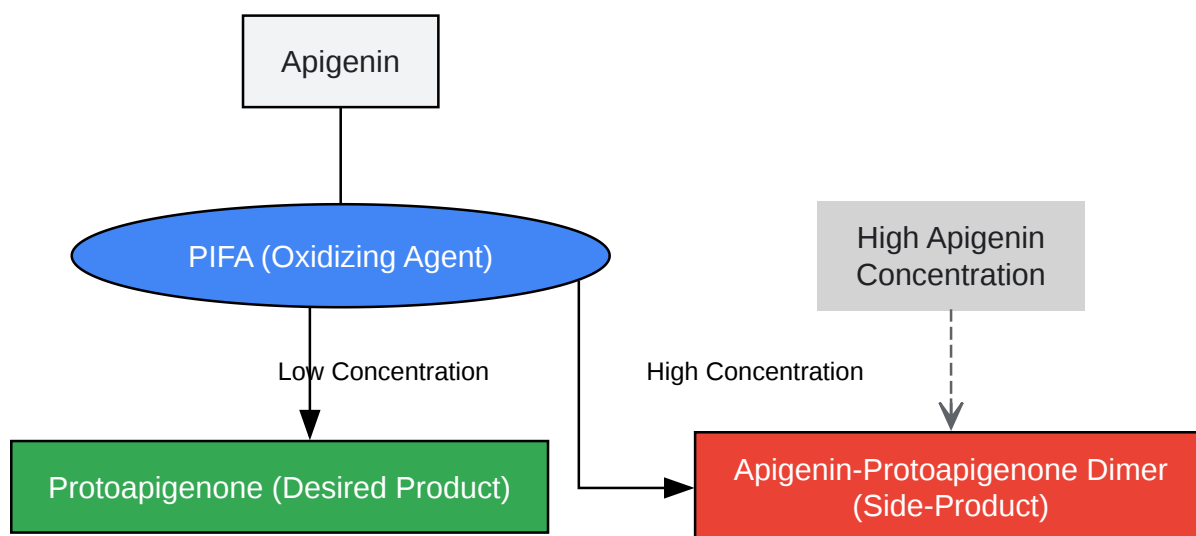 Apigenin
PIFA (Oxidizing Agent)
High Apigenin
Concentration
Low Concentration
High Concentration
Protoapigenone (Desired Product)
Apigenin-Protoapigenone Dimer
(Side-Product)